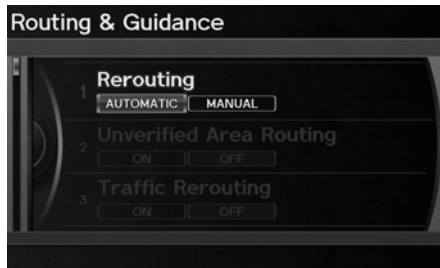 Routing & Guidance
1 Rerouting
AUTOMATIC MANUAL
2 Unverified Area Routing
ON OFF
3 Traffic Rerouting
ON OFF